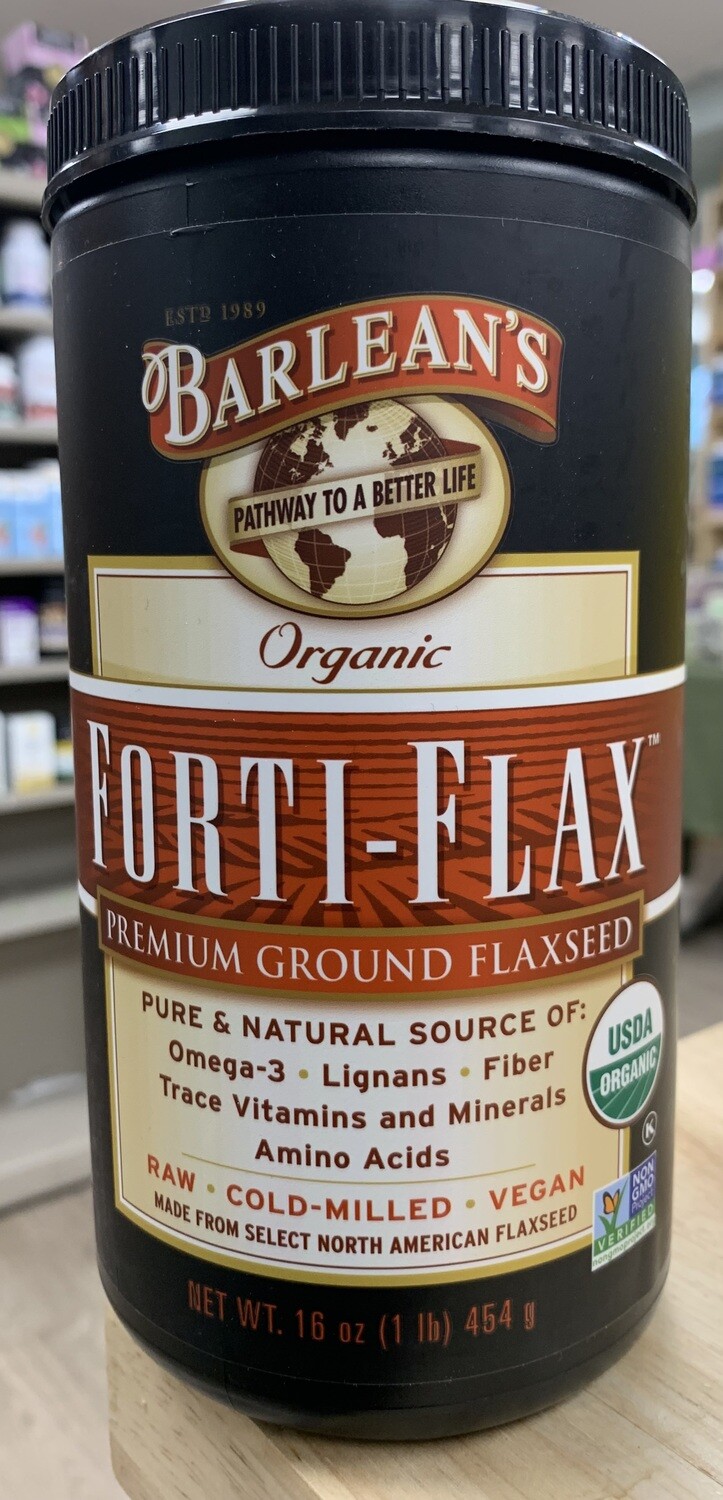 ESTD 1989
BARLEAN'S
PATHWAY TO A BETTER LIFE
Organic
FORTI-FLAX™
PREMIUM GROUND FLAXSEED
PURE & NATURAL SOURCE OF:
Omega-3 • Lignans • Fiber
Trace Vitamins and Minerals
Amino Acids
RAW • COLD-MILLED • VEGAN
MADE FROM SELECT NORTH AMERICAN FLAXSEED
USDA
ORGANIC
K
NON
GMO
Project
VERIFIED
nongmoproject.org
NET WT. 16 oz (1 lb) 454 g